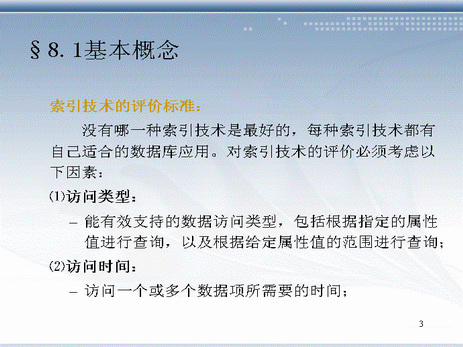 §8.1基本概念
索引技术的评价标准：
没有哪一种索引技术是最好的，每种索引技术都有
自己适合的数据库应用。对索引技术的评价必须考虑以
下因素：
⑴访问类型：
– 能有效支持的数据访问类型，包括根据指定的属性
值进行查询，以及根据给定属性值的范围进行查询；
⑵访问时间：
– 访问一个或多个数据项所需要的时间；
3